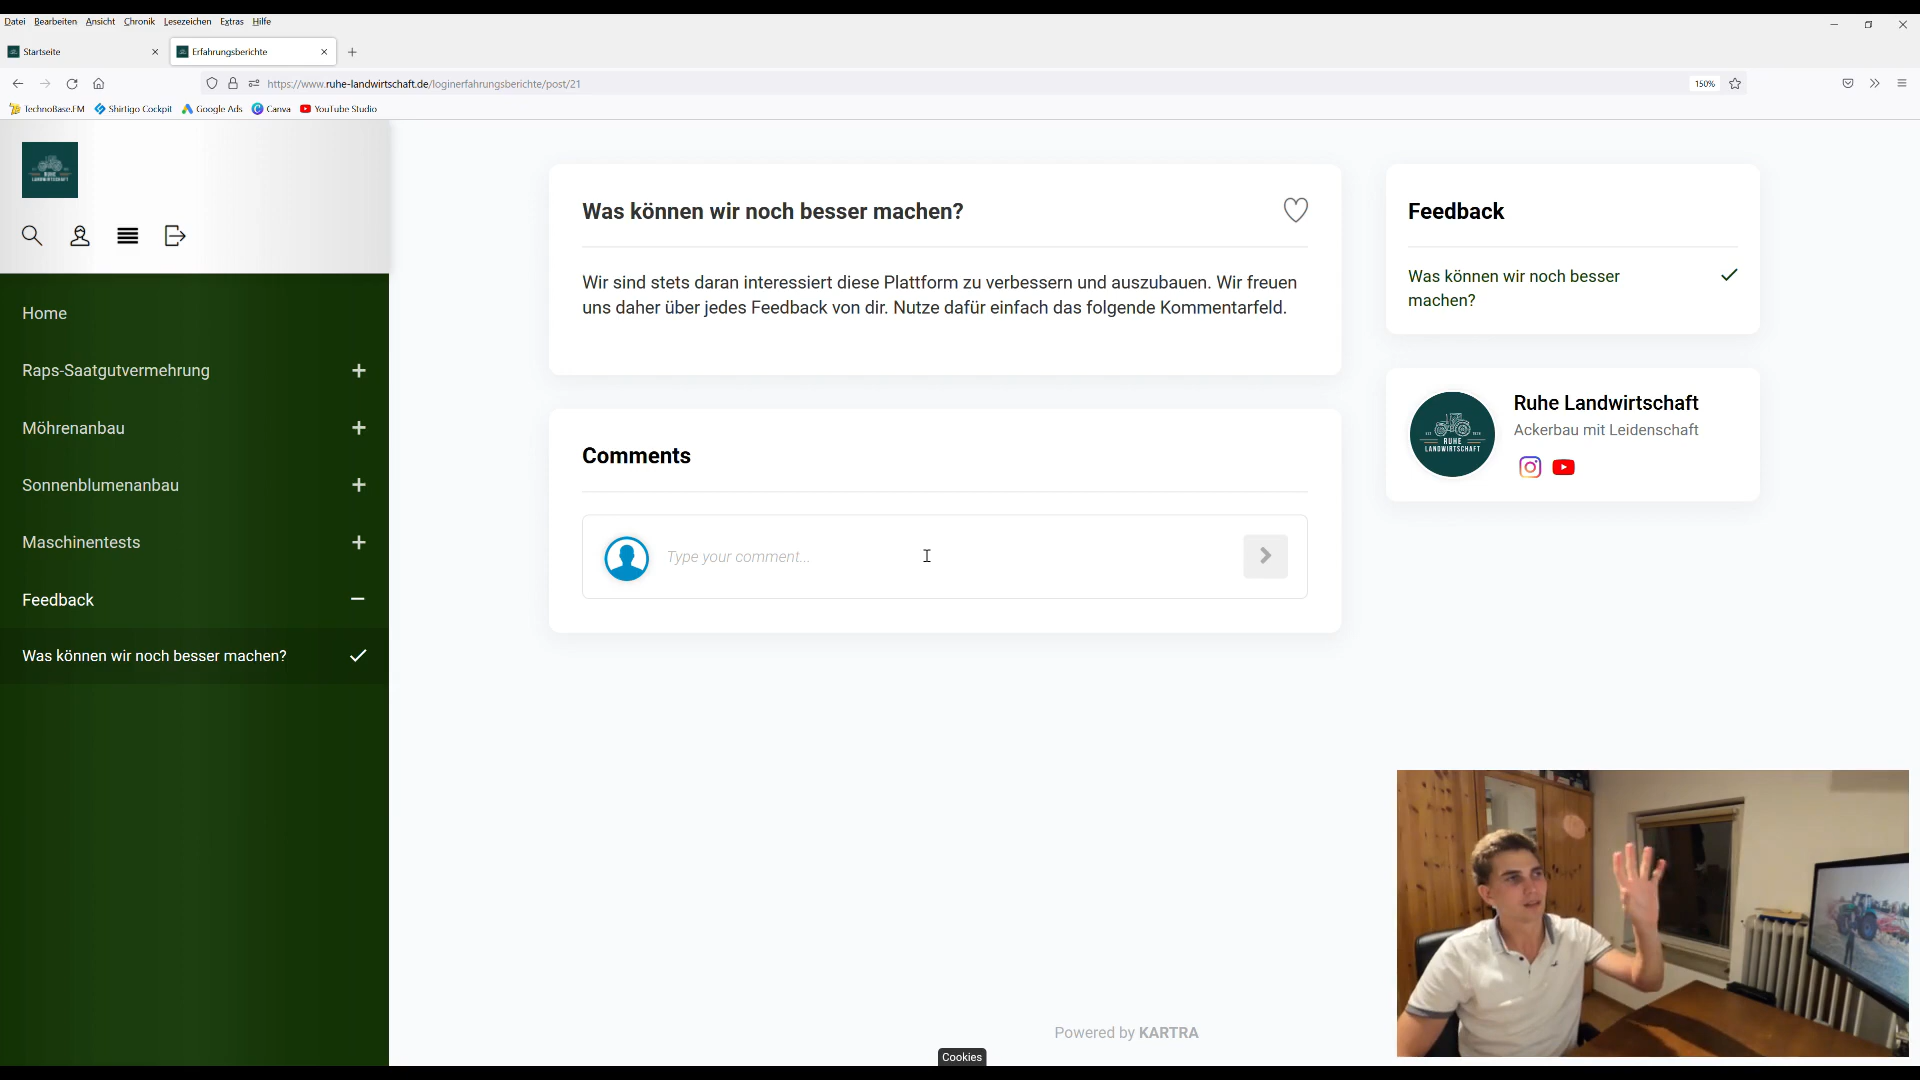 Datei Bearbeiten Ansicht Chronik Lesezeichen Extras Hilfe
Startseite
Erfahrungsberichte
https://www.ruhe-landwirtschaft.de/loginerfahrungsberichte/post/21
150%
TechnoBase.FM Shirtigo Cockpit Google Ads Canva YouTube Studio
RUHE
LANDWIRTSCHAFT
Home
Raps-Saatgutvermehrung
Möhrenanbau
Sonnenblumenanbau
Maschinentests
Feedback
Was können wir noch besser machen?
Was können wir noch besser machen?
Wir sind stets daran interessiert diese Plattform zu verbessern und auszubauen. Wir freuen
uns daher über jedes Feedback von dir. Nutze dafür einfach das folgende Kommentarfeld.
Comments
Type your comment...
Feedback
Was können wir noch besser
machen?
RUHE
LANDWIRTSCHAFT
Ruhe Landwirtschaft
Ackerbau mit Leidenschaft
Powered by KARTRA
Cookies